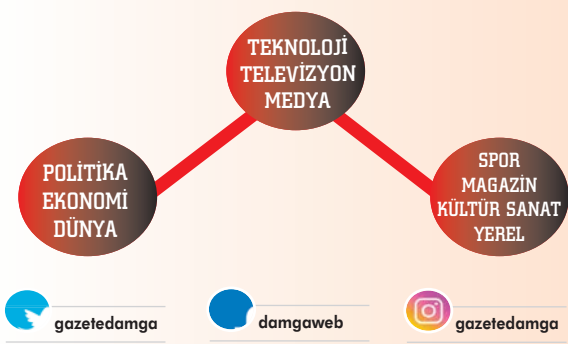 TEKNOLOJİ
TELEVİZYON
MEDYA
POLİTİKA
EKONOMİ
DÜNYA
SPOR
MAGAZİN
KÜLTÜR SANAT
YEREL
gazetedamga
damgaweb
gazetedamga